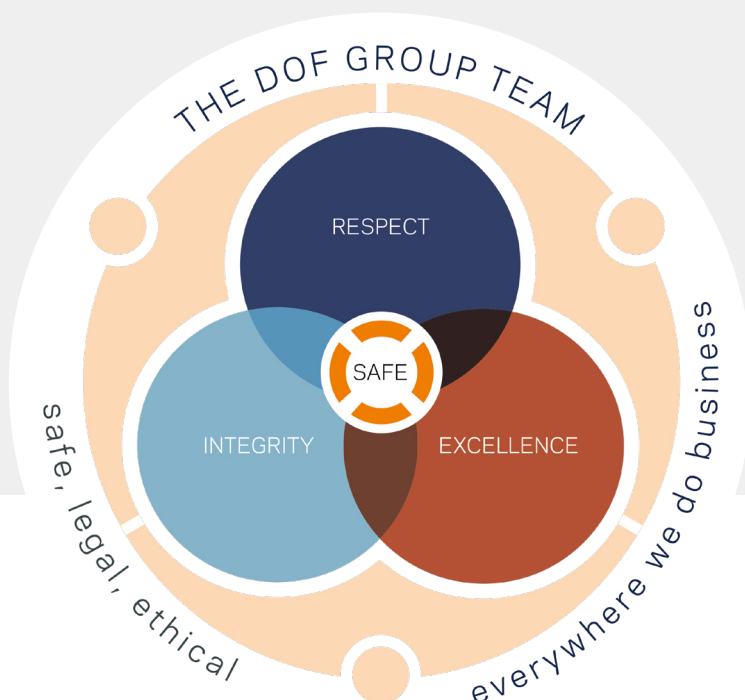 THE DOF GROUP TEAM
RESPECT
SAFE
INTEGRITY
EXCELLENCE
safe, legal, ethical
everywhere we do business